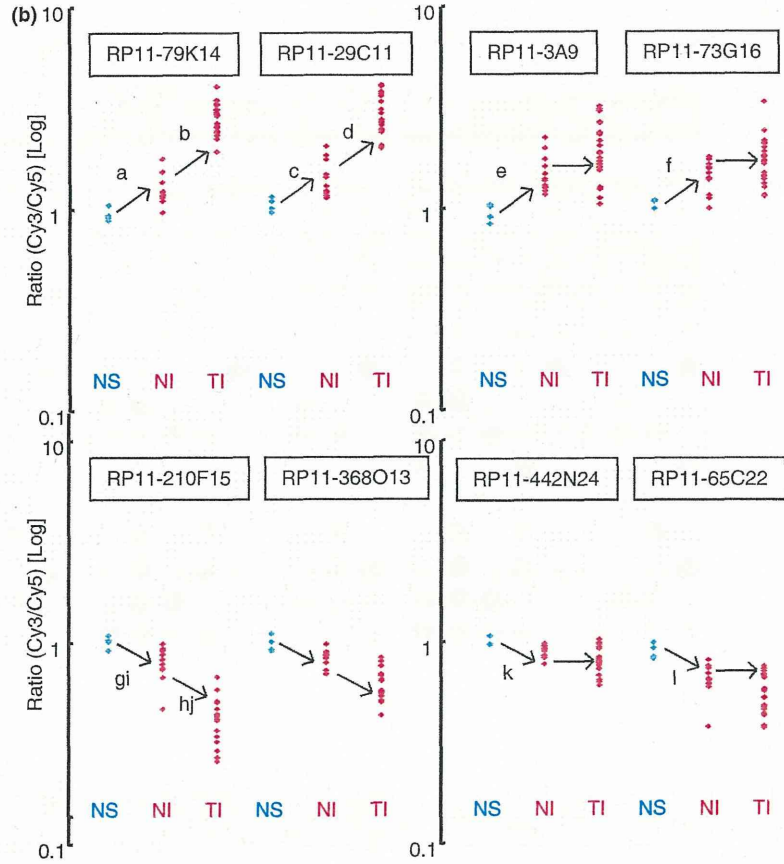 (b)
10
10
RP11-79K14
RP11-29C11
RP11-3A9
RP11-73G16
a
b
c
d
e
f
1
1
Ratio (Cy3/Cy5) [Log]
NS NI TI NS NI TI
NS NI TI NS NI TI
0.1
0.1
10
10
RP11-210F15
RP11-368O13
RP11-442N24
RP11-65C22
1
1
gi
hj
k
l
Ratio (Cy3/Cy5) [Log]
NS NI TI NS NI TI
NS NI TI NS NI TI
0.1
0.1